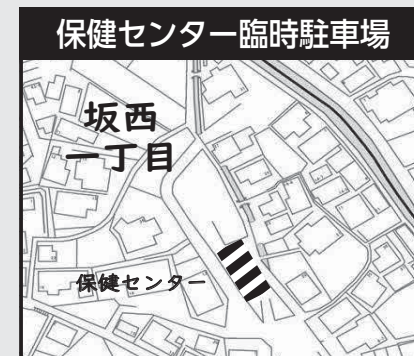 保健センター臨時駐車場
坂西
一丁目
保健センター